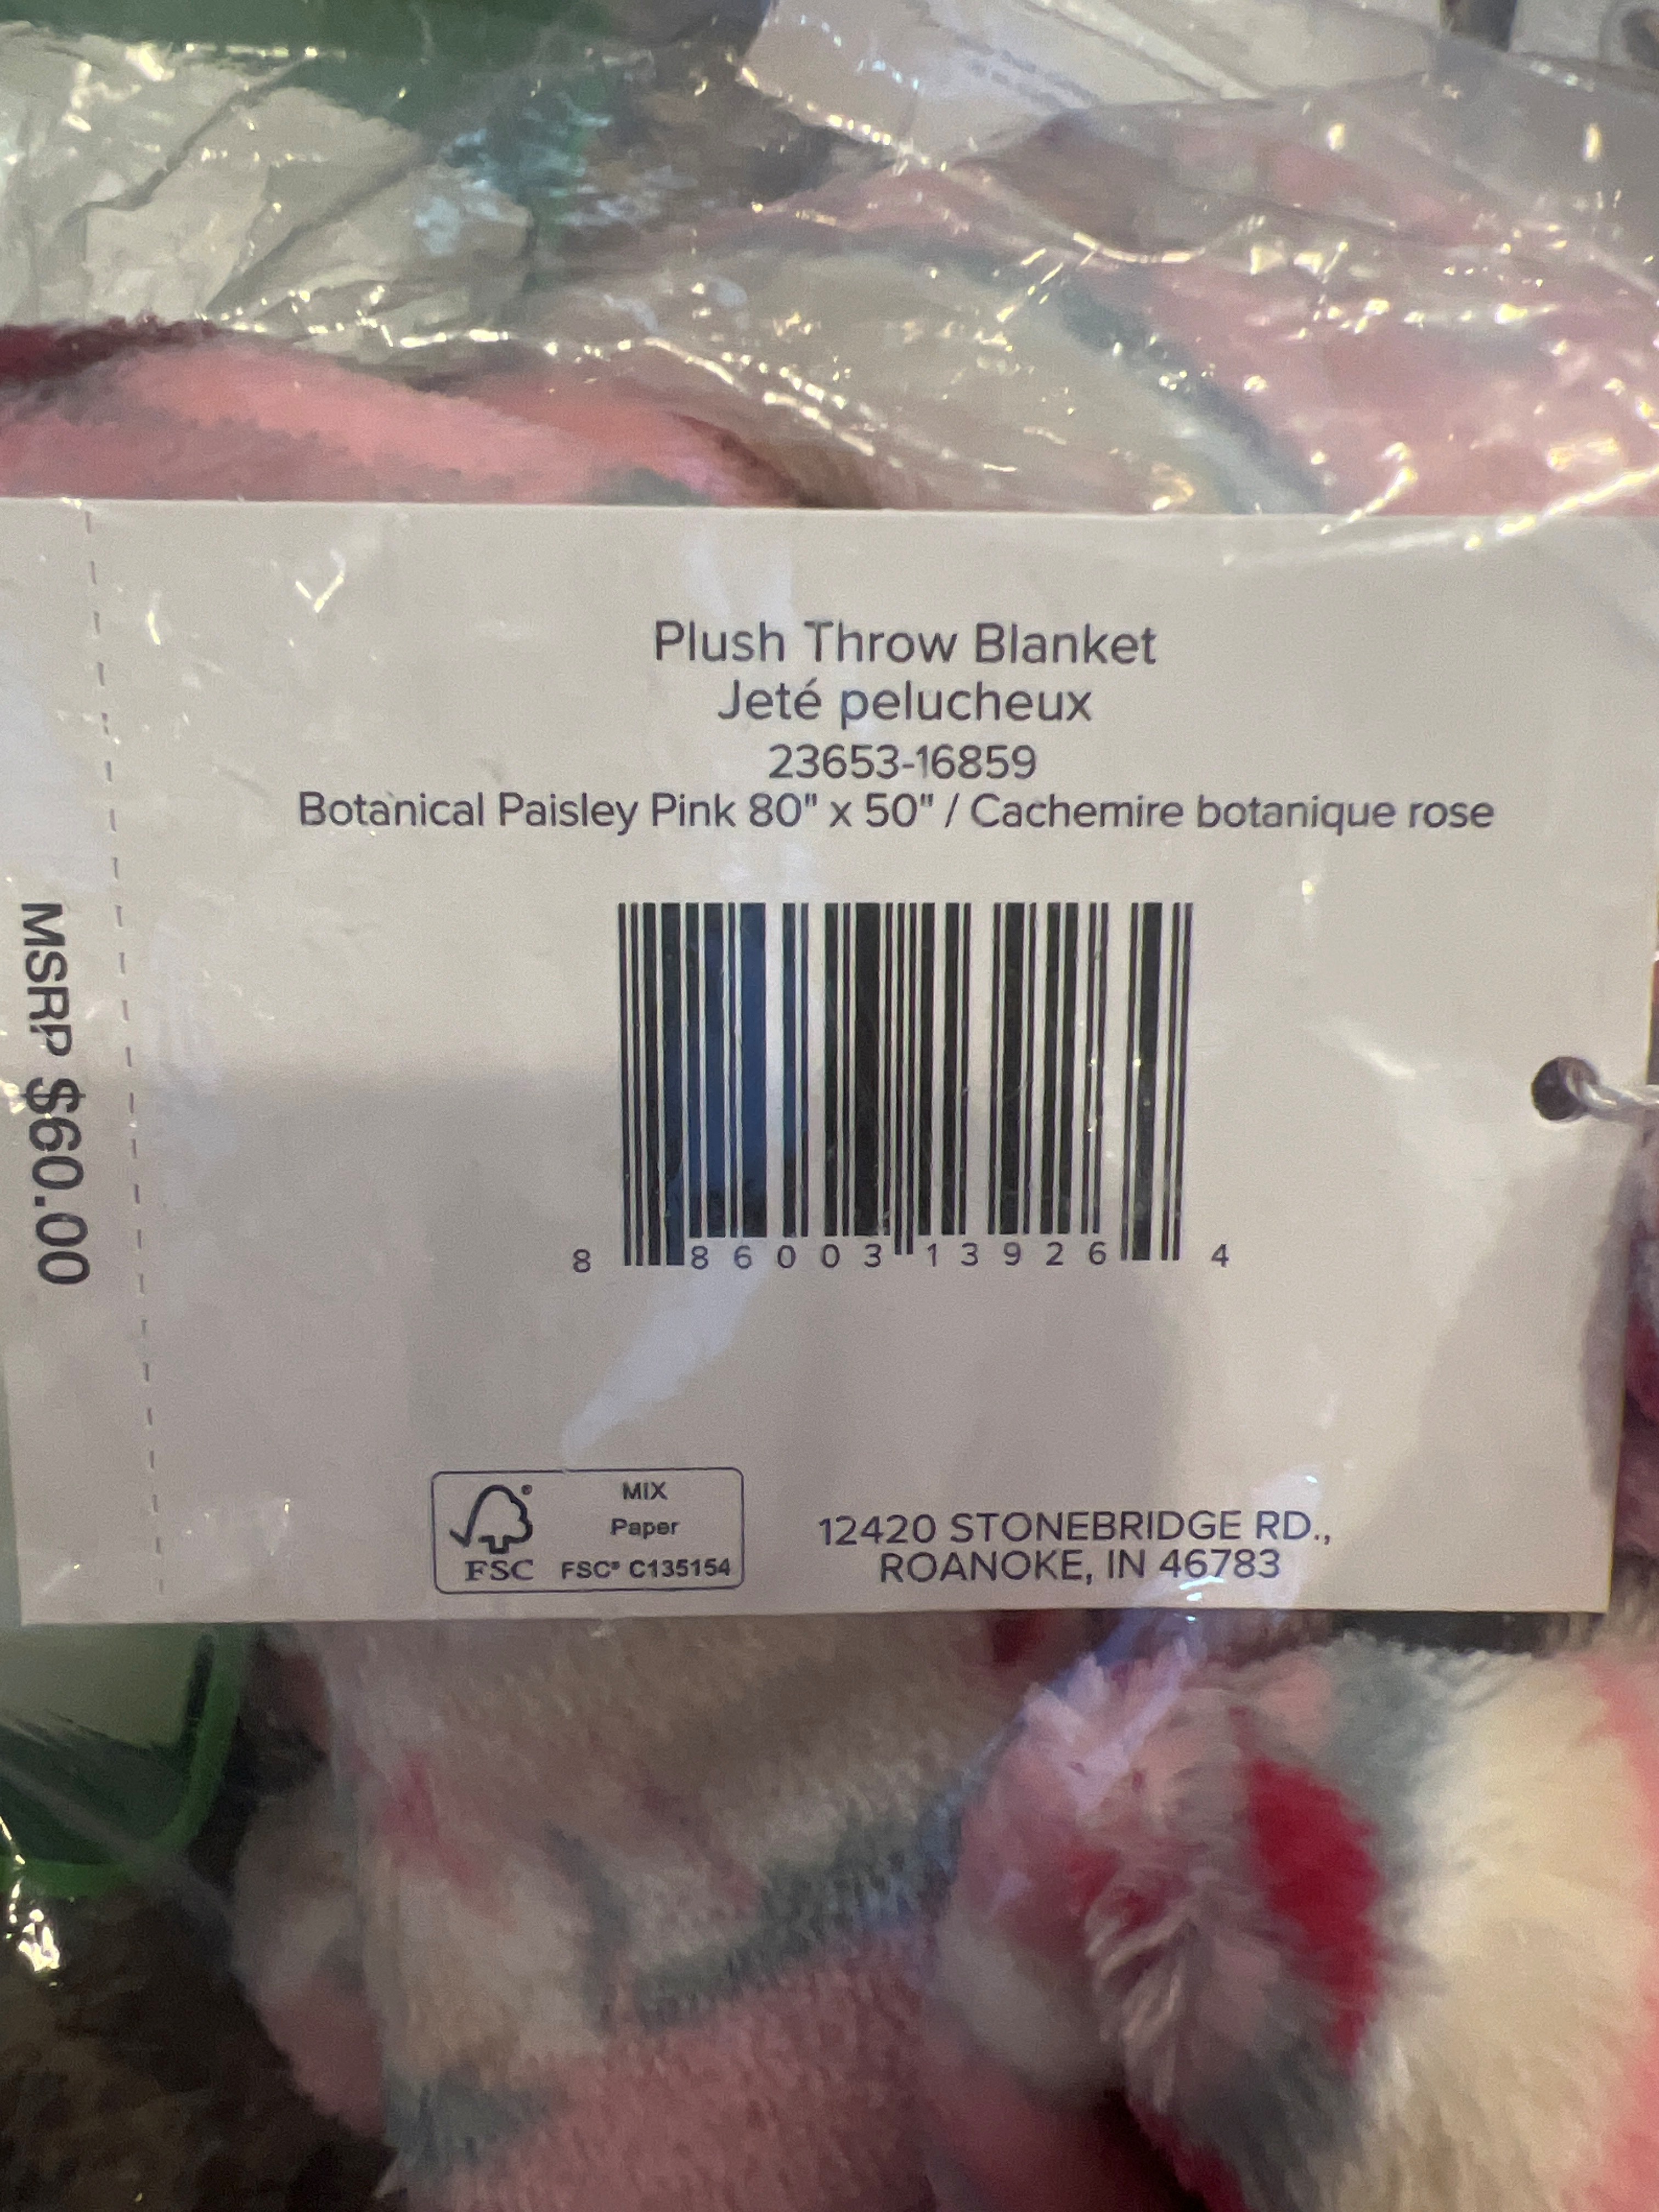 Plush Throw Blanket
Jeté pelucheux
23653-16859
Botanical Paisley Pink 80" x 50" / Cachemire botanique rose
MSRP $60.00
8 86003 13926 4
MIX
Paper
FSC® C135154
FSC
12420 STONEBRIDGE RD.,
ROANOKE, IN 46783